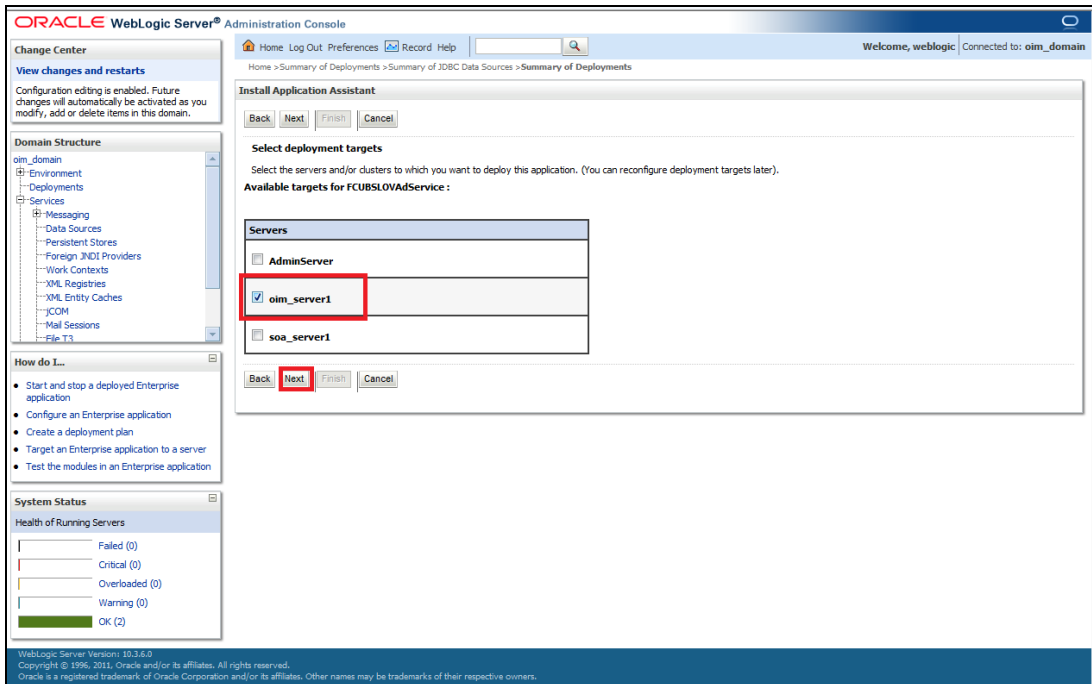 ORACLE WebLogic Server® Administration Console
Change Center
View changes and restarts
Configuration editing is enabled. Future
changes will automatically be activated as you
modify, add or delete items in this domain.
Domain Structure
oim_domain
Environment
Deployments
Services
Messaging
Data Sources
Persistent Stores
Foreign JNDI Providers
Work Contexts
XML Registries
XML Entity Caches
jCOM
Mail Sessions
File T3
How do I...
Start and stop a deployed Enterprise
application
Configure an Enterprise application
Create a deployment plan
Target an Enterprise application to a server
Test the modules in an Enterprise application
System Status
Health of Running Servers
Failed (0)
Critical (0)
Overloaded (0)
Warning (0)
OK (2)
Home Log Out Preferences Record Help
Welcome, weblogic Connected to: oim_domain
Home >Summary of Deployments >Summary of JDBC Data Sources >Summary of Deployments
Install Application Assistant
Back Next Finish Cancel
Select deployment targets
Select the servers and/or clusters to which you want to deploy this application. (You can reconfigure deployment targets later).
Available targets for FCUBSLOVAdService :
Servers
AdminServer
oim_server1
soa_server1
Back Next Finish Cancel
WebLogic Server Version: 10.3.6.0
Copyright © 1996, 2011, Oracle and/or its affiliates. All rights reserved.
Oracle is a registered trademark of Oracle Corporation and/or its affiliates. Other names may be trademarks of their respective owners.